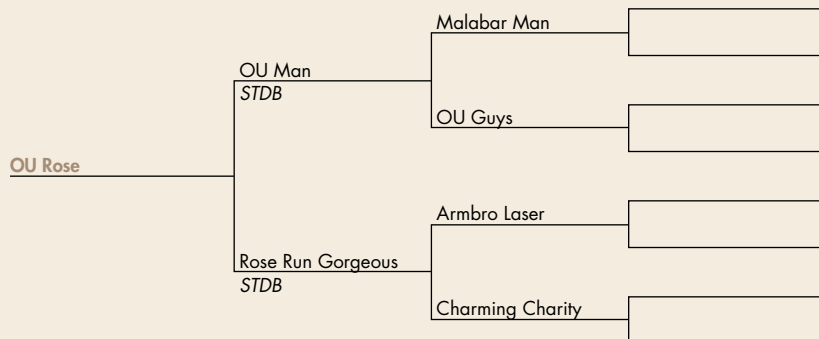 Malabar Man
OU Man
STDB
OU Guys
OU Rose
Armbro Laser
Rose Run Gorgeous
STDB
Charming Charity